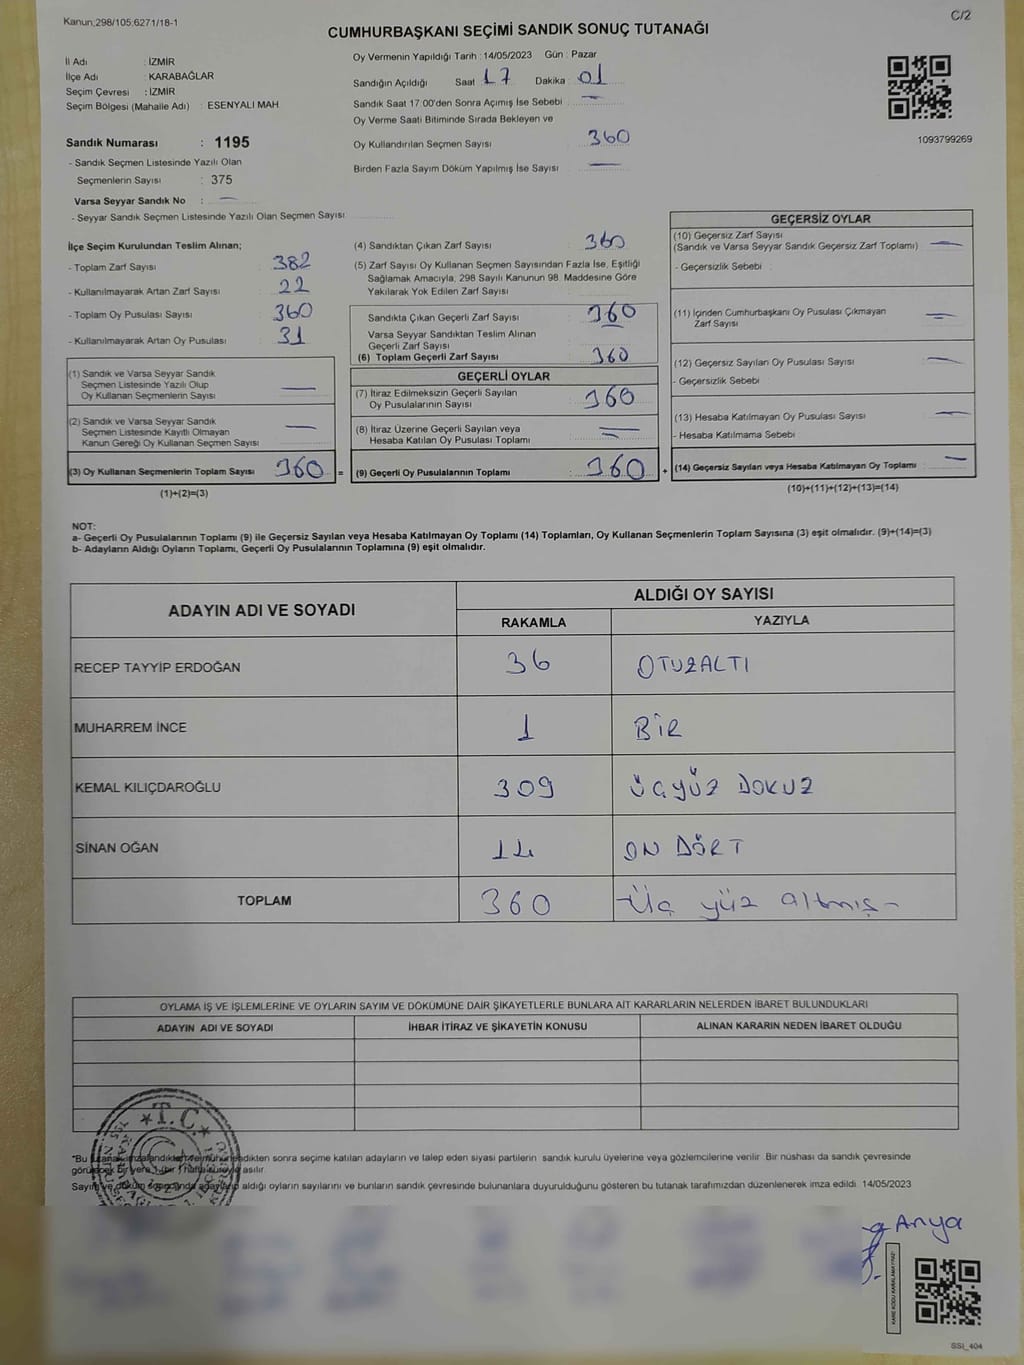 Kanun,298/105;6271/18-1
C/2
CUMHURBAŞKANI SEÇİMİ SANDIK SONUÇ TUTANAĞI
İl Adı : İZMİR
İlçe Adı : KARABAĞLAR
Seçim Çevresi : İZMİR
Seçim Bölgesi (Mahalle Adı) : ESENYALI MAH
Sandık Numarası : 1195
- Sandık Seçmen Listesinde Yazılı Olan
Seçmenlerin Sayısı : 375
Varsa Seyyar Sandık No : —
- Seyyar Sandık Seçmen Listesinde Yazılı Olan Seçmen Sayısı
Oy Vermenin Yapıldığı Tarih : 14/05/2023 Gün : Pazar
Sandığın Açıldığı Saat 17 Dakika : 01
Sandık Saat 17:00'den Sonra Açımış İse Sebebi : —
Oy Verme Saati Bitiminde Sırada Bekleyen ve
Oy Kullandırılan Seçmen Sayısı : 360
Birden Fazla Sayım Döküm Yapılmış İse Sayısı : —
1093799269
İlçe Seçim Kurulundan Teslim Alınan;
- Toplam Zarf Sayısı : 382
- Kullanılmayarak Artan Zarf Sayısı : 22
- Toplam Oy Pusulası Sayısı : 360
- Kullanılmayarak Artan Oy Pusulası : 31
(1) Sandık ve Varsa Seyyar Sandık
Seçmen Listesinde Yazılı Olup
Oy Kullanan Seçmenlerin Sayısı : —
(2) Sandık ve Varsa Seyyar Sandık
Seçmen Listesinde Kayıtlı Olmayan
Kanun Gereği Oy Kullanan Seçmen Sayısı : —
(3) Oy Kullanan Seçmenlerin Toplam Sayısı : 360 =
(1)+(2)=(3)
(4) Sandıktan Çıkan Zarf Sayısı : 360
(5) Zarf Sayısı Oy Kullanan Seçmen Sayısından Fazla İse, Eşitliği
Sağlamak Amacıyla, 298 Sayılı Kanunun 98. Maddesine Göre
Yakılarak Yok Edilen Zarf Sayısı :
Sandıkta Çıkan Geçerli Zarf Sayısı : 360
Varsa Seyyar Sandıktan Teslim Alınan
Geçerli Zarf Sayısı :
(6) Toplam Geçerli Zarf Sayısı : 360
GEÇERLİ OYLAR
(7) İtiraz Edilmeksizin Geçerli Sayılan
Oy Pusulalarının Sayısı : 360
(8) İtiraz Üzerine Geçerli Sayılan veya
Hesaba Katılan Oy Pusulası Toplamı : —
(9) Geçerli Oy Pusulalarının Toplamı : 360 +
GEÇERSİZ OYLAR
(10) Geçersiz Zarf Sayısı
(Sandık ve Varsa Seyyar Sandık Geçersiz Zarf Toplamı) : —
- Geçersizlik Sebebi :
(11) İçinden Cumhurbaşkanı Oy Pusulası Çıkmayan
Zarf Sayısı : —
(12) Geçersiz Sayılan Oy Pusulası Sayısı : —
- Geçersizlik Sebebi
(13) Hesaba Katılmayan Oy Pusulası Sayısı : —
- Hesaba Katılmama Sebebi
(14) Geçersiz Sayılan veya Hesaba Katılmayan Oy Toplamı : —
(10)+(11)+(12)+(13)=(14)
NOT:
a- Geçerli Oy Pusulalarının Toplamı (9) ile Geçersiz Sayılan veya Hesaba Katılmayan Oy Toplamı (14) Toplamları, Oy Kullanan Seçmenlerin Toplam Sayısına (3) eşit olmalıdır. (9)+(14)=(3)
b- Adayların Aldığı Oyların Toplamı, Geçerli Oy Pusulalarının Toplamına (9) eşit olmalıdır.
ADAYIN ADI VE SOYADI
ALDIĞI OY SAYISI
RAKAMLA YAZIYLA
RECEP TAYYİP ERDOĞAN 36 OTUZALTI
MUHARREM İNCE 1 BİR
KEMAL KILIÇDAROĞLU 309 ÜÇYÜZ DOKUZ
SİNAN OĞAN 14 ON DÖRT
TOPLAM 360 -Üç yüz altmış-
OYLAMA İŞ VE İŞLEMLERİNE VE OYLARIN SAYIM VE DÖKÜMÜNE DAİR ŞİKAYETLERLE BUNLARA AİT KARARLARIN NELERDEN İBARET BULUNDUKLARI
ADAYIN ADI VE SOYADI İHBAR İTİRAZ VE ŞİKAYETİN KONUSU ALINAN KARARIN NEDEN İBARET OLDUĞU
T.C.
"Bu tutanak imzalandıktan ve mühürlendikten sonra seçime katılan adayların ve talep eden siyasi partilerin sandık kurulu üyelerine veya gözlemcilerine verilir. Bir nüshası da sandık çevresinde
görülecek bir yere 1 (bir) hafta süreyle asılır.
Sayım ve döküm sonucunda adayların aldığı oyların sayılarını ve bunların sandık çevresinde bulunanlara duyurulduğunu gösteren bu tutanak tarafımızdan düzenlenerek imza edildi. 14/05/2023
Anya
KARE KODU KARALAMAYINIZ!
SSI_404